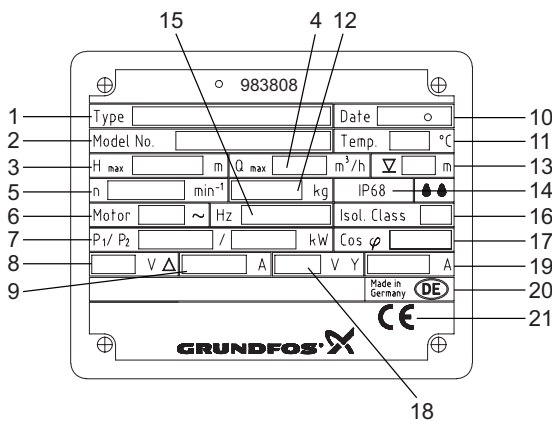 15 4 12
983808
1 Type Date 10
2 Model No. Temp. °C 11
3 H max m Q max m³/h m 13
5 n min⁻¹ kg IP68 14
6 Motor ~ Hz Isol. Class 16
7 P1/ P2 / kW Cos φ 17
8 V Δ A V Y A 19
9 Made in Germany DE 20
CE 21
GRUNDFOS
18